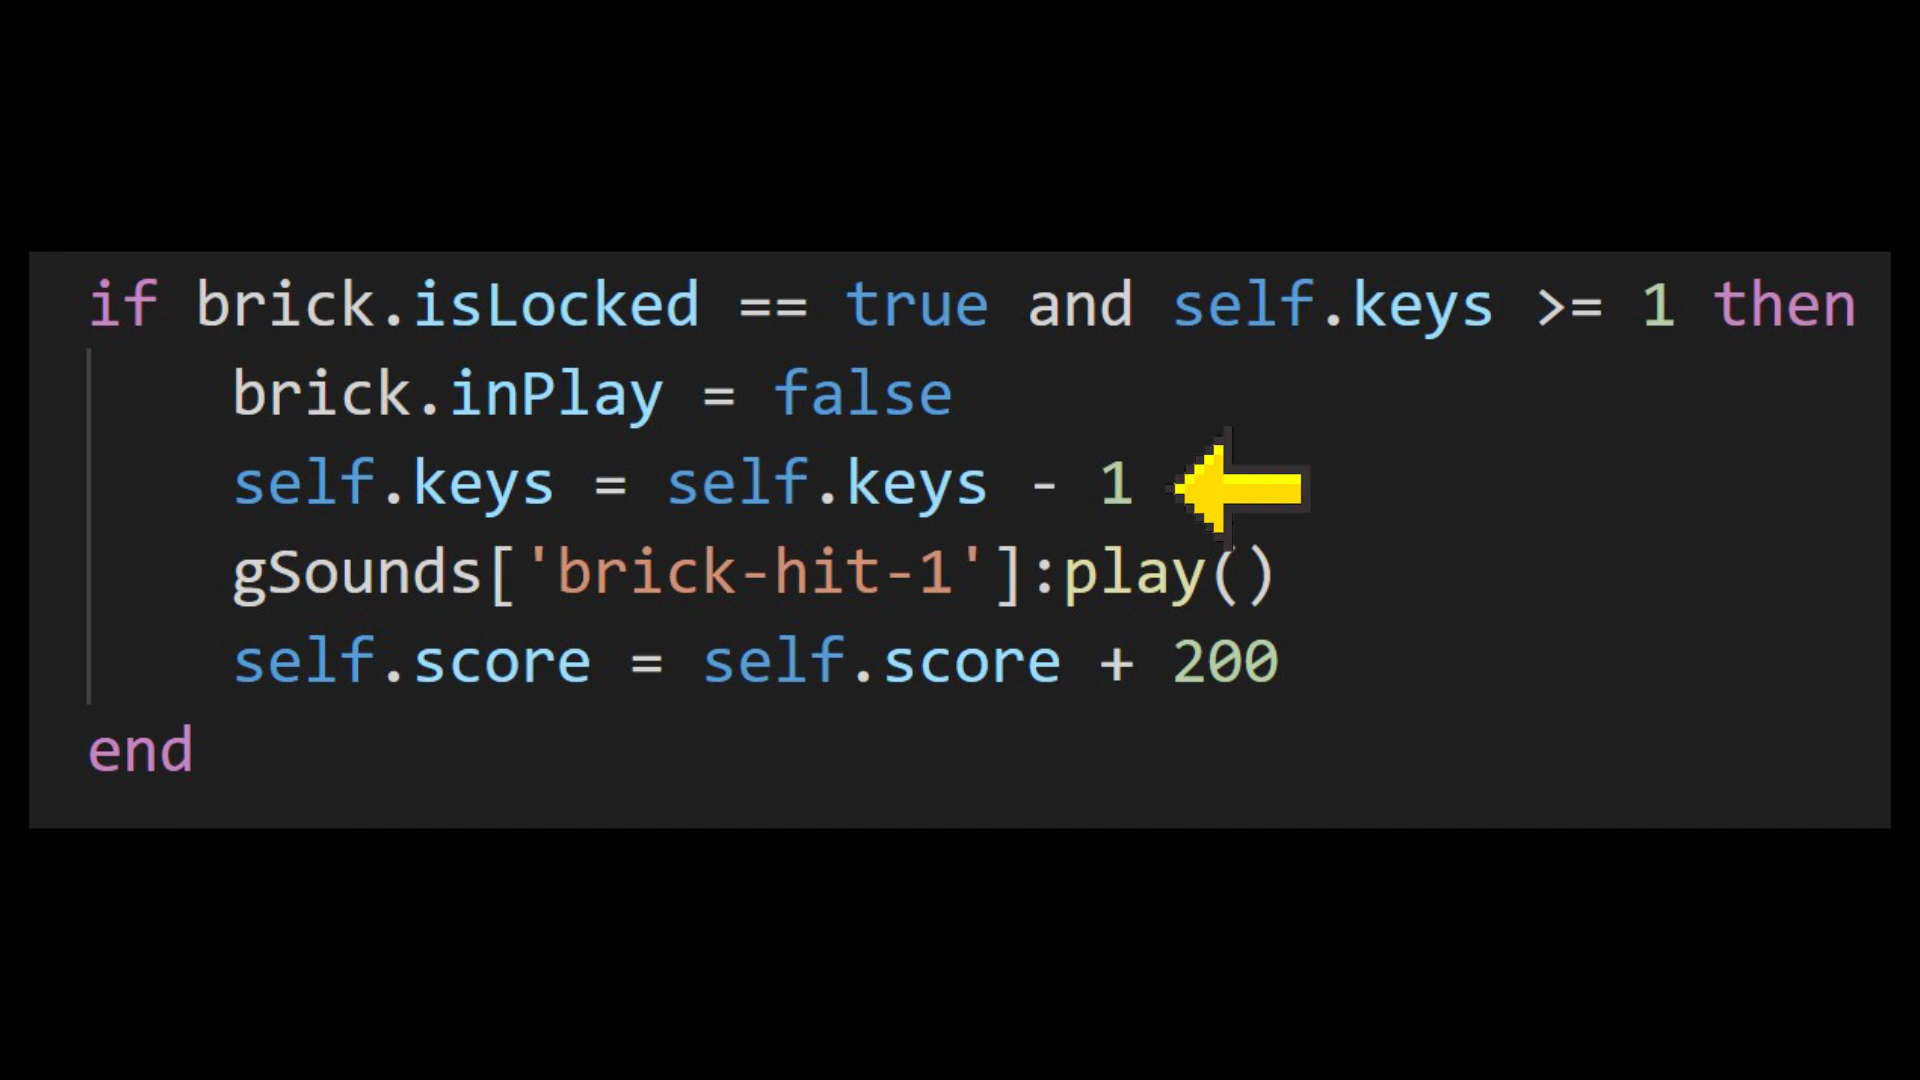 if brick.isLocked == true and self.keys >= 1 then
brick.inPlay = false
self.keys = self.keys - 1
gSounds['brick-hit-1']:play()
self.score = self.score + 200
end